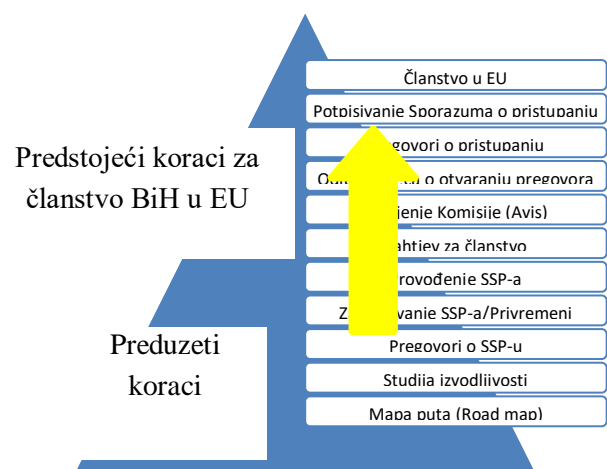 Predstojeći koraci za
članstvo BiH u EU
Preduzeti
koraci
Članstvo u EU
Potpisivanje Sporazuma o pristupanju
o pristupanju
o otvaranju pregovora
Komisije (Avis)
za članstvo
SSP-a
SSP-a/Privremeni
Pregovori o SSP-u
Studija izvodljivosti
Mapa puta (Road map)